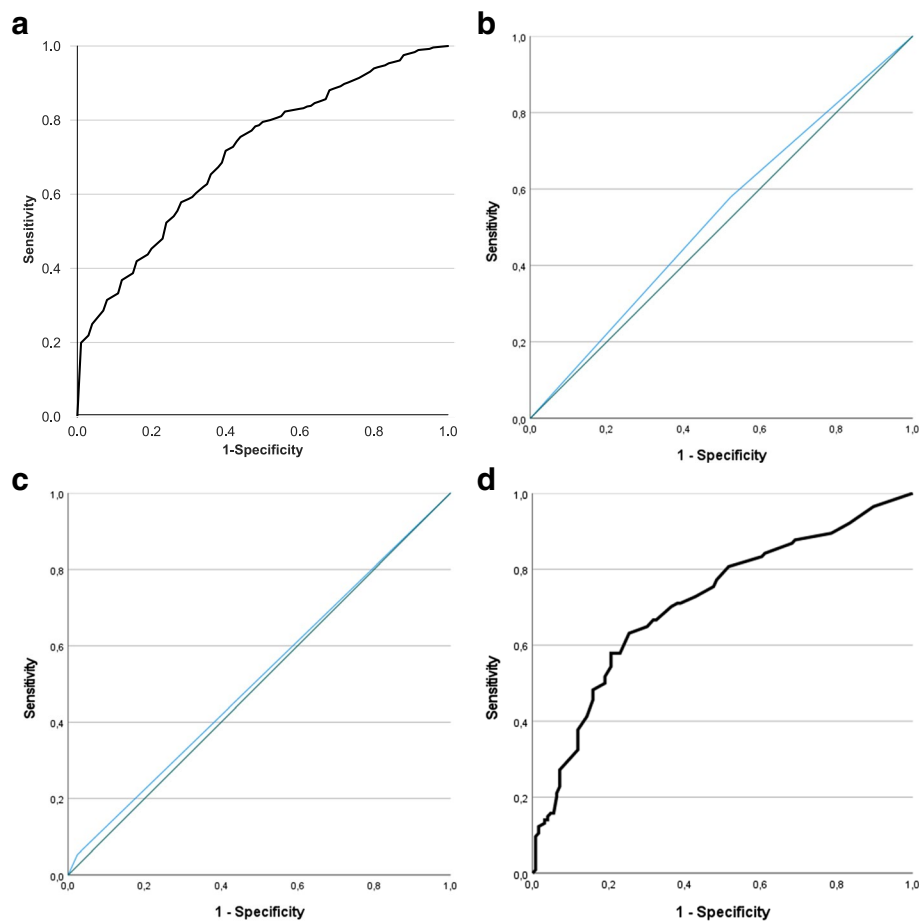 a
1.0
0.8
0.6
0.4
0.2
0.0
Sensitivity
0.0 0.2 0.4 0.6 0.8 1.0
1-Specificity
b
1,0
0,8
0,6
0,4
0,2
0,0
Sensitivity
0,0 0,2 0,4 0,6 0,8 1,0
1 - Specificity
c
1,0
0,8
0,6
0,4
0,2
0,0
Sensitivity
0,0 0,2 0,4 0,6 0,8 1,0
1 - Specificity
d
1,0
0,8
0,6
0,4
0,2
0,0
Sensitivity
0,0 0,2 0,4 0,6 0,8 1,0
1 - Specificity